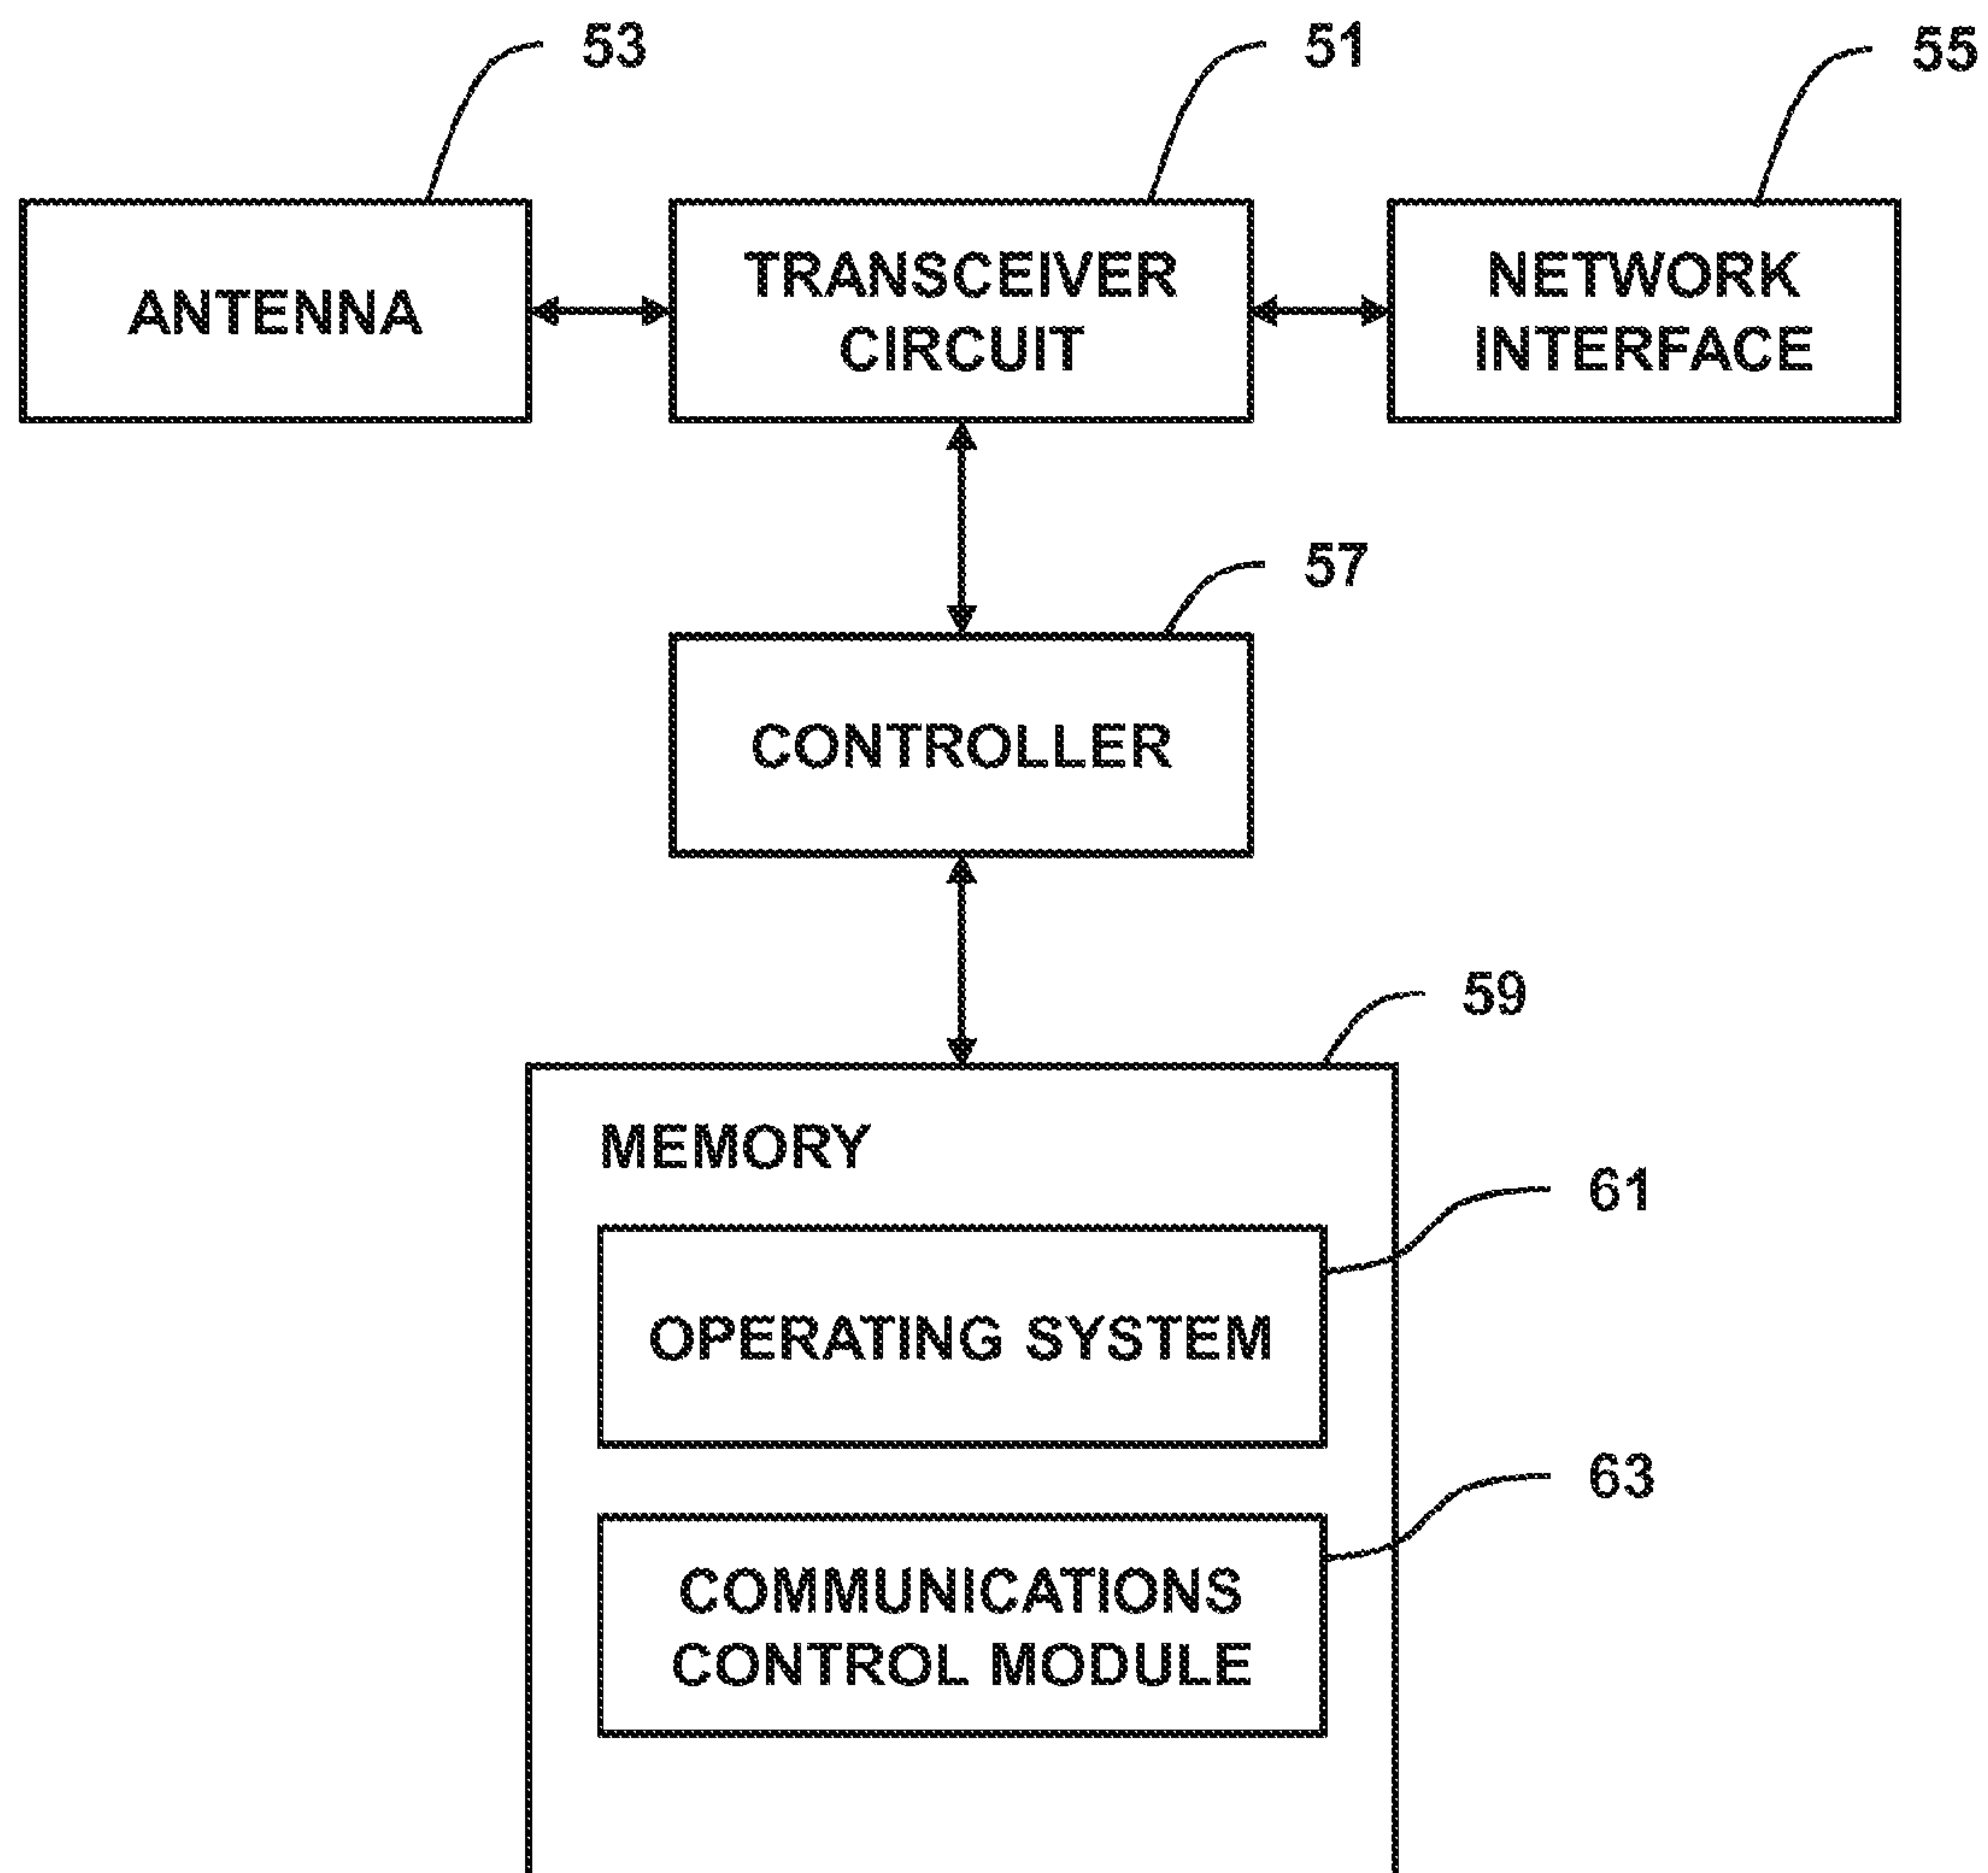 53
51
55
ANTENNA
TRANSCEIVER
CIRCUIT
NETWORK
INTERFACE
57
CONTROLLER
59
MEMORY
61
OPERATING SYSTEM
63
COMMUNICATIONS
CONTROL MODULE